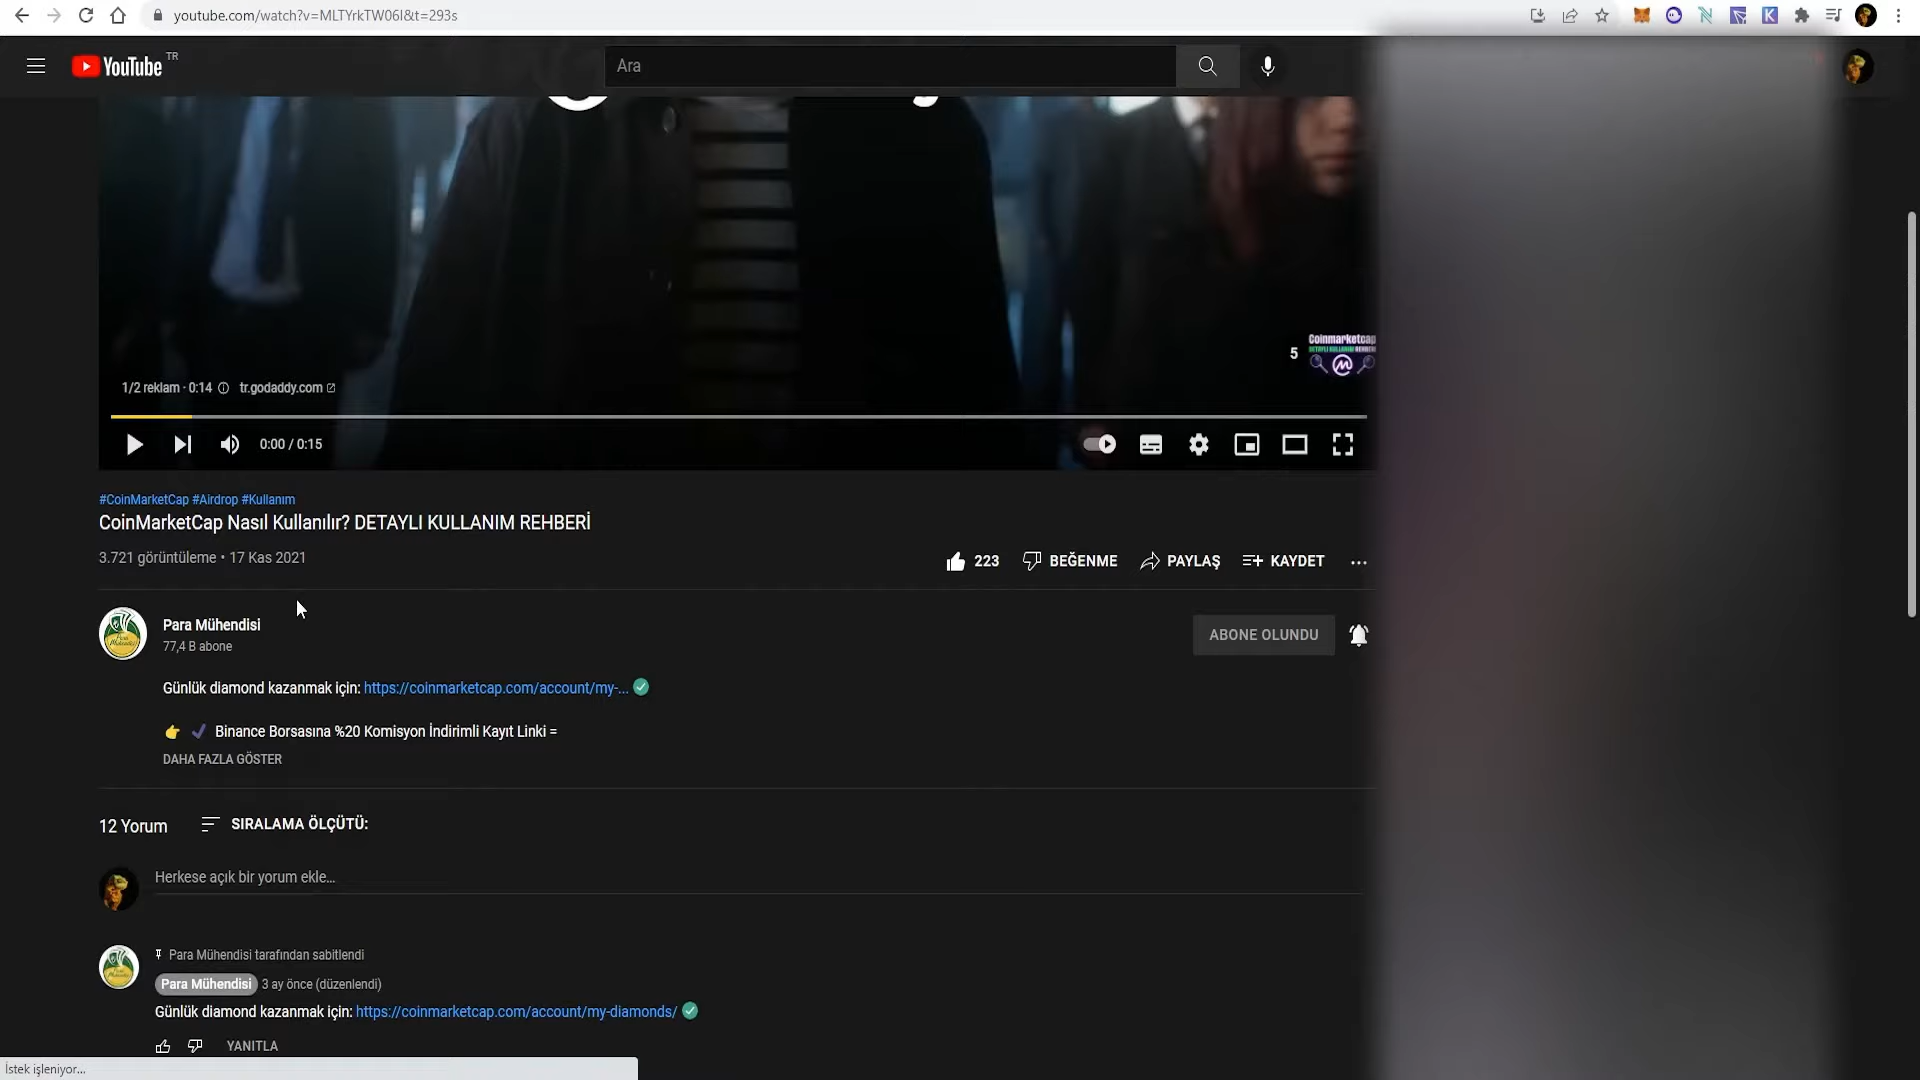 youtube.com/watch?v=MLTYrkTW06I&t=293s
YouTube TR
Ara
Coinmarketcap
DETAYLI KULLANIM REHBERİ
5
1/2 reklam · 0:14 tr.godaddy.com
0:00 / 0:15
#CoinMarketCap #Airdrop #Kullanım
CoinMarketCap Nasıl Kullanılır? DETAYLI KULLANIM REHBERİ
3.721 görüntüleme • 17 Kas 2021
223 BEĞENME PAYLAŞ KAYDET
Para Mühendisi
77,4 B abone
ABONE OLUNDU
Günlük diamond kazanmak için: https://coinmarketcap.com/account/my-...
Binance Borsasına %20 Komisyon İndirimli Kayıt Linki =
DAHA FAZLA GÖSTER
12 Yorum SIRALAMA ÖLÇÜTÜ:
Herkese açık bir yorum ekle...
Para Mühendisi tarafından sabitlendi
Para Mühendisi 3 ay önce (düzenlendi)
Günlük diamond kazanmak için: https://coinmarketcap.com/account/my-diamonds/
YANITLA
İstek işleniyor...